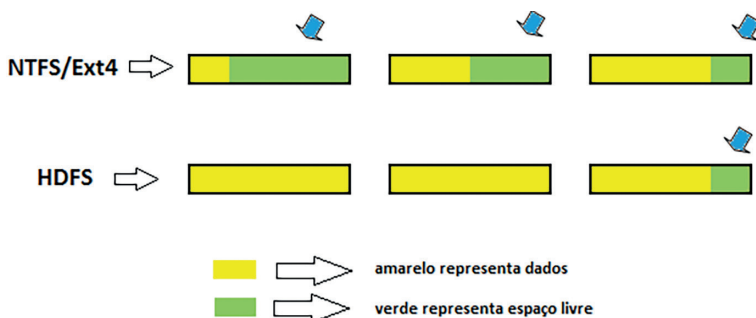 NTFS/Ext4
HDFS
amarelo representa dados
verde representa espaço livre